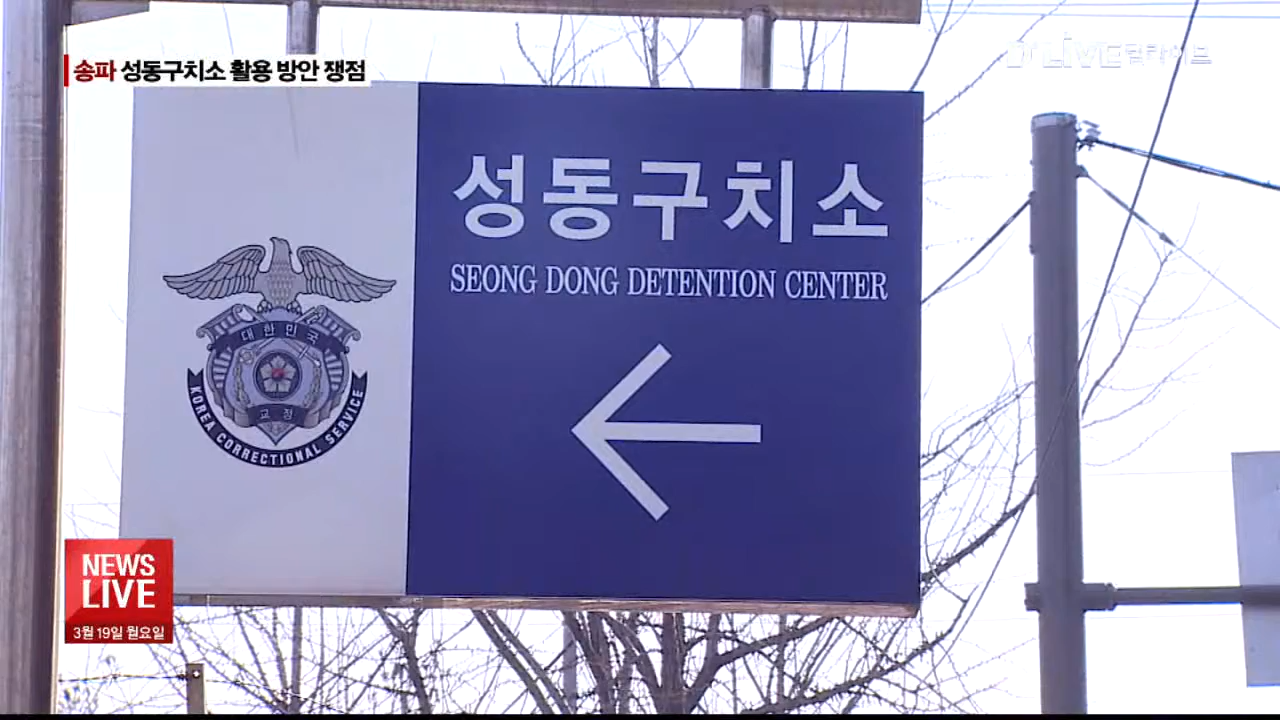 송파 성동구치소 활용 방안 쟁점
성동구치소
SEONG DONG DETENTION CENTER
대한민국
교정
KOREA CORRECTIONAL SERVICE
NEWS
LIVE
3월 19일 월요일